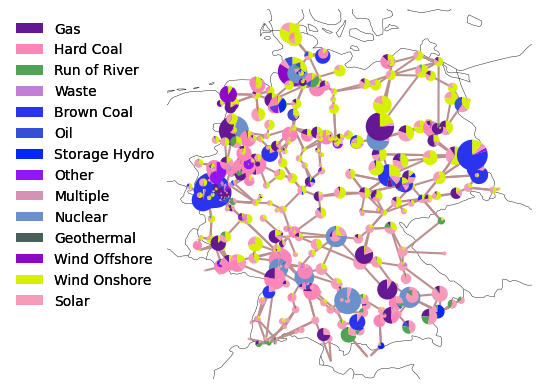 Gas
Hard Coal
Run of River
Waste
Brown Coal
Oil
Storage Hydro
Other
Multiple
Nuclear
Geothermal
Wind Offshore
Wind Onshore
Solar